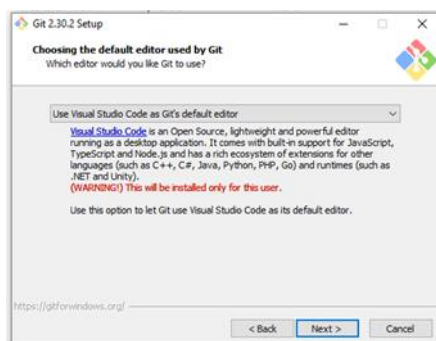 Git 2.30.2 Setup
Choosing the default editor used by Git
Which editor would you like Git to use?
Use Visual Studio Code as Git's default editor
Visual Studio Code is an Open Source, lightweight and powerful editor
running as a desktop application. It comes with built-in support for JavaScript,
TypeScript and Node.js and has a rich ecosystem of extensions for other
languages (such as C++, C#, Java, Python, PHP, Go) and runtimes (such as
.NET and Unity).
(WARNING!) This will be installed only for this user.
Use this option to let Git use Visual Studio Code as its default editor.
https://gitforwindows.org/
< Back Next > Cancel